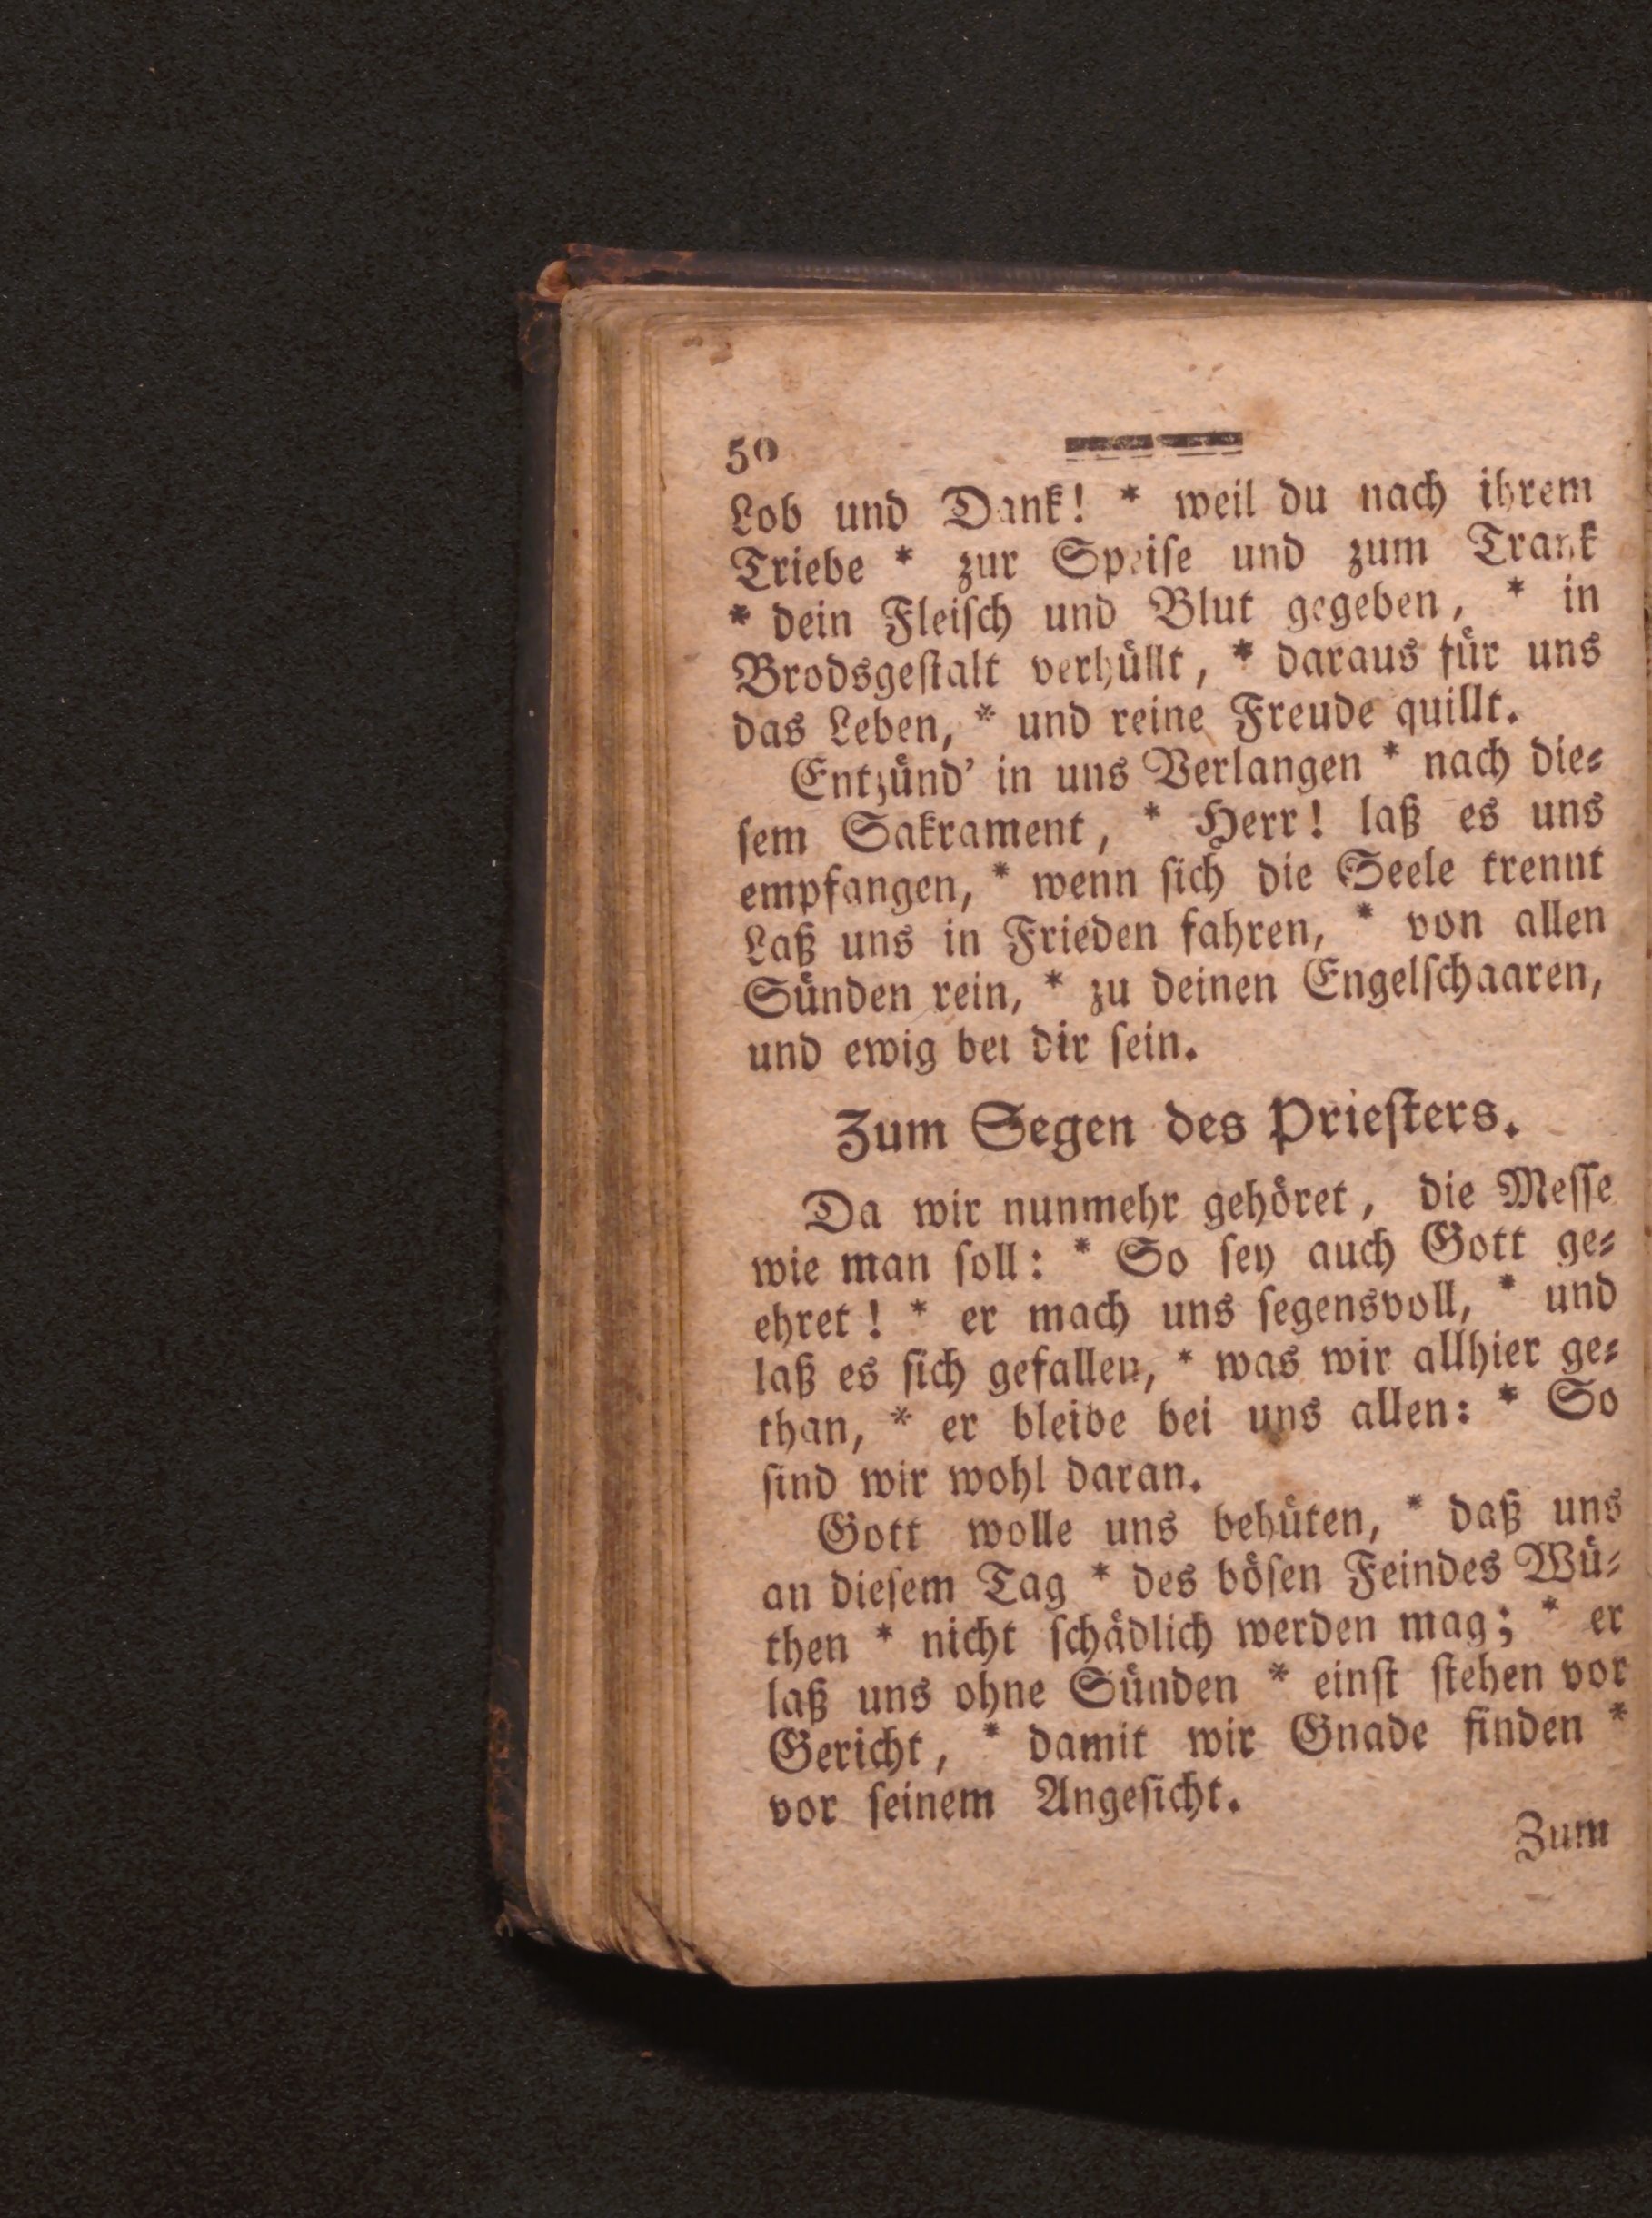 50
Lob und Dank! * weil du nach ihrem
Triebe * zur Speiſe und zum Trank
* dein Fleiſch und Blut gegeben, * in
Brodsgeſtalt verhüllt, * daraus für uns
das Leben, * und reine Freude quillt.
Entzünd' in uns Verlangen * nach die⸗
ſem Sakrament, * Herr! laß es uns
empfangen, * wenn ſich die Seele trennt
Laß uns in Frieden fahren, * von allen
Sünden rein, * zu deinen Engelſchaaren,
und ewig bei dir ſein.
Zum Segen des Prieſters.
Da wir nunmehr gehöret, die Meſſe
wie man ſoll: * So ſey auch Gott ge⸗
ehret! * er mach uns ſegensvoll, * und
laß es ſich gefallen, * was wir allhier ge⸗
than, * er bleibe bei uns allen: * So
ſind wir wohl daran.
Gott wolle uns behüten, * daß uns
an dieſem Tag * des böſen Feindes Wü⸗
then * nicht ſchädlich werden mag; * er
laß uns ohne Sünden * einſt ſtehen vor
Gericht, * damit wir Gnade finden *
vor ſeinem Angeſicht.
Zum